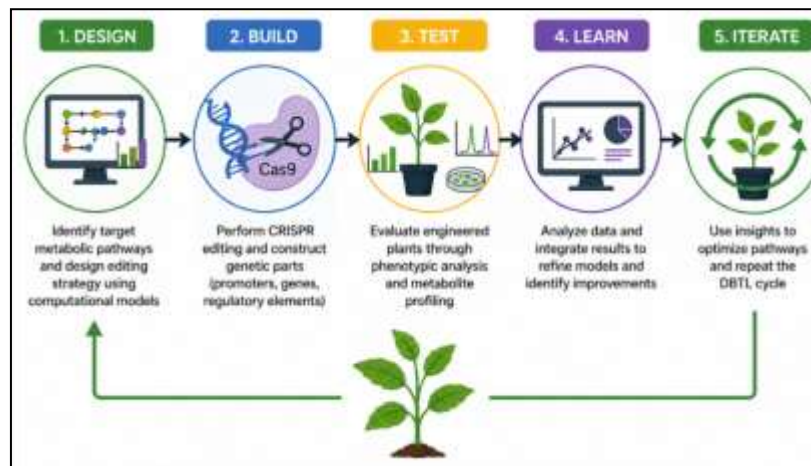 1. DESIGN
2. BUILD
3. TEST
4. LEARN
5. ITERATE
Cas9
Identify target
metabolic pathways
and design editing
strategy using
computational models
Perform CRISPR
editing and construct
genetic parts
(promoters, genes,
regulatory elements)
Evaluate engineered
plants through
phenotypic analysis
and metabolite
profiling
Analyze data and
integrate results to
refine models and
identify improvements
Use insights to
optimize pathways
and repeat the
DBTL cycle